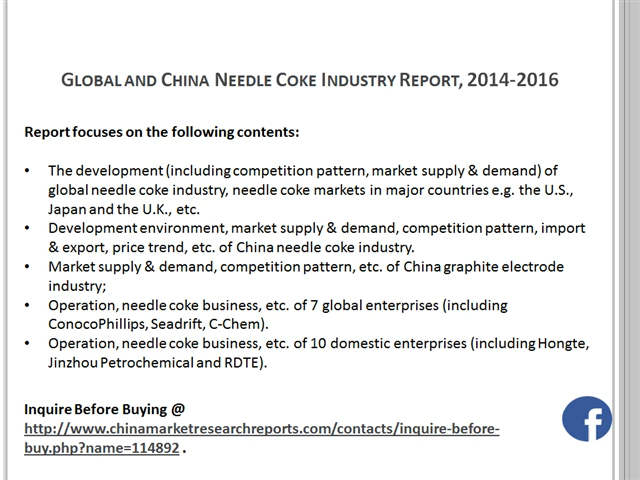 GLOBAL AND CHINA NEEDLE COKE INDUSTRY REPORT, 2014-2016
Report focuses on the following contents:
• The development (including competition pattern, market supply & demand) of
global needle coke industry, needle coke markets in major countries e.g. the U.S.,
Japan and the U.K., etc.
• Development environment, market supply & demand, competition pattern, import
& export, price trend, etc. of China needle coke industry.
• Market supply & demand, competition pattern, etc. of China graphite electrode
industry;
• Operation, needle coke business, etc. of 7 global enterprises (including
ConocoPhillips, Seadrift, C-Chem).
• Operation, needle coke business, etc. of 10 domestic enterprises (including Hongte,
Jinzhou Petrochemical and RDTE).
Inquire Before Buying @
http://www.chinamarketresearchreports.com/contacts/inquire-before-
buy.php?name=114892 .
f